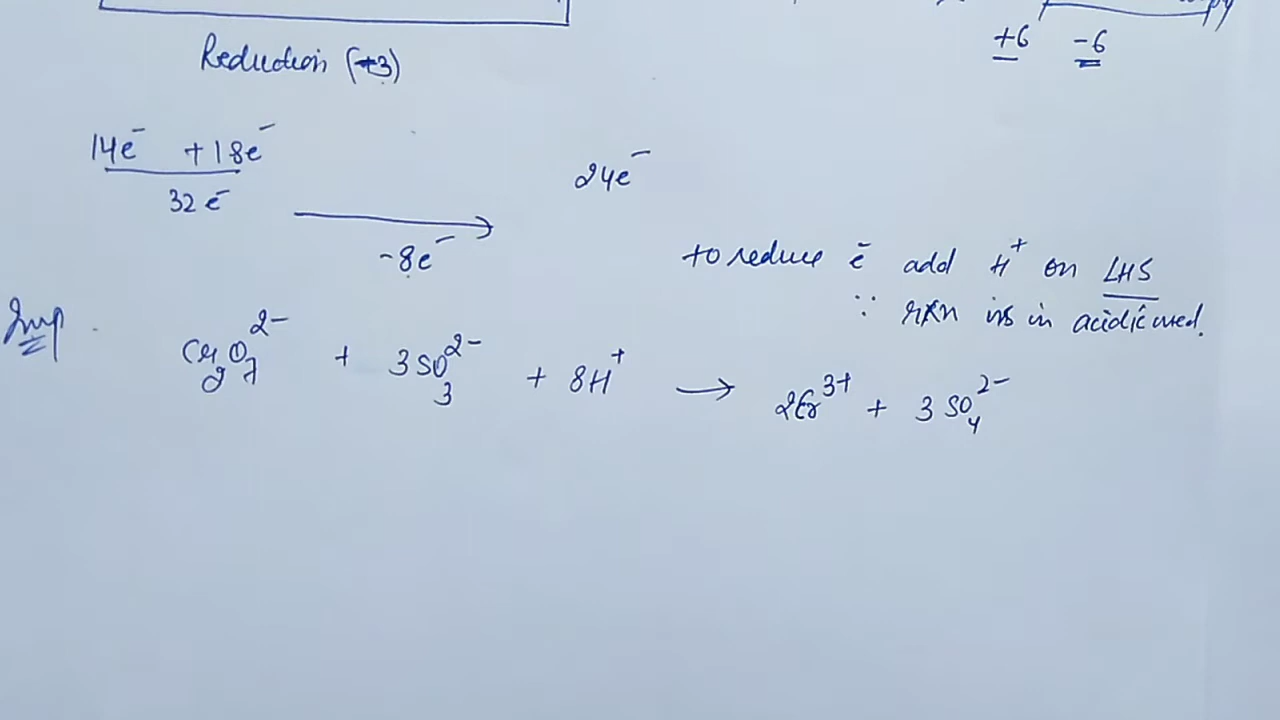 +6 -6
Reduction (+3)
14e⁻ + 18e⁻
32e⁻
24e⁻
-8e⁻
to reduce e⁻ add H⁺ on LHS
∵ rxn is in acidic med.
Imp
Cr₂O₇²⁻ + 3SO₃²⁻ + 8H⁺ → 2Cr³⁺ + 3SO₄²⁻